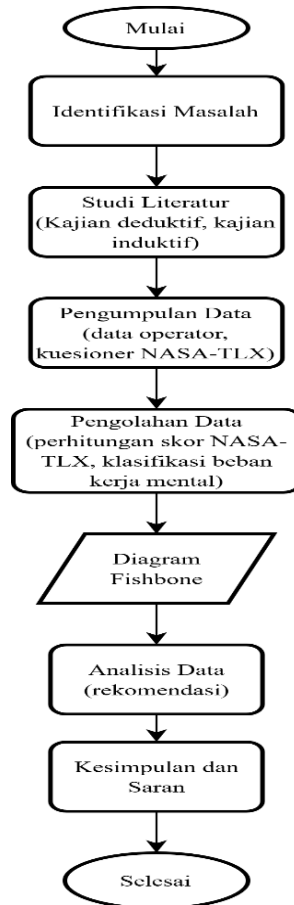 Mulai
Identifikasi Masalah
Studi Literatur
(Kajian deduktif, kajian
induktif)
Pengumpulan Data
(data operator,
kuesioner NASA-TLX)
Pengolahan Data
(perhitungan skor NASA-
TLX, klasifikasi beban
kerja mental)
Diagram
Fishbone
Analisis Data
(rekomendasi)
Kesimpulan dan
Saran
Selesai